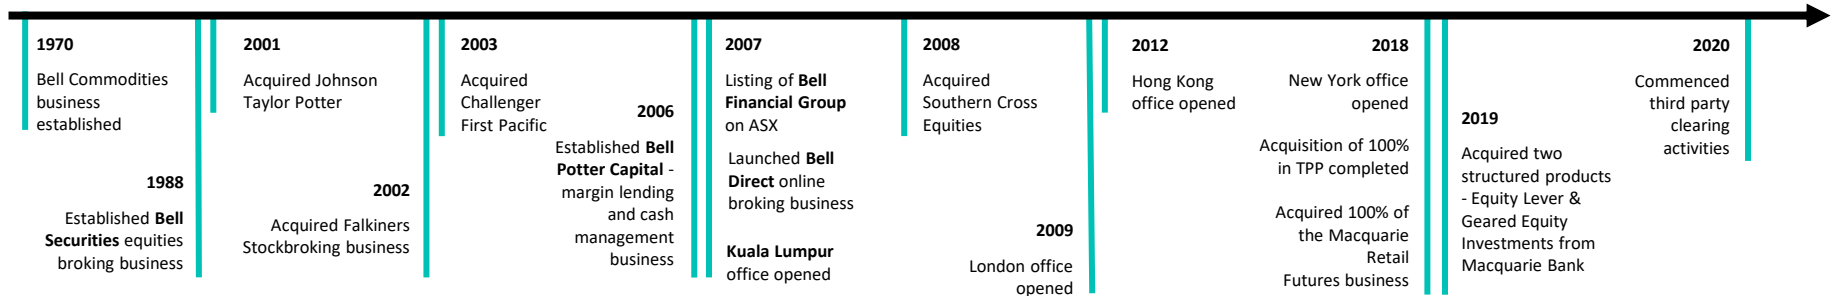 1970
Bell Commodities
business
established
1988
Established Bell
Securities equities
broking business
2001
Acquired Johnson
Taylor Potter
2002
Acquired Falkiners
Stockbroking business
2003
Acquired
Challenger
First Pacific
2006
Established Bell
Potter Capital -
margin lending
and cash
management
business
2007
Listing of Bell
Financial Group
on ASX
Launched Bell
Direct online
broking business
Kuala Lumpur
office opened
2008
Acquired
Southern Cross
Equities
2009
London office
opened
2012
Hong Kong
office opened
2018
New York office
opened
Acquisition of 100%
in TPP completed
Acquired 100% of
the Macquarie
Retail
Futures business
2019
Acquired two
structured products
- Equity Lever &
Geared Equity
Investments from
Macquarie Bank
2020
Commenced
third party
clearing
activities